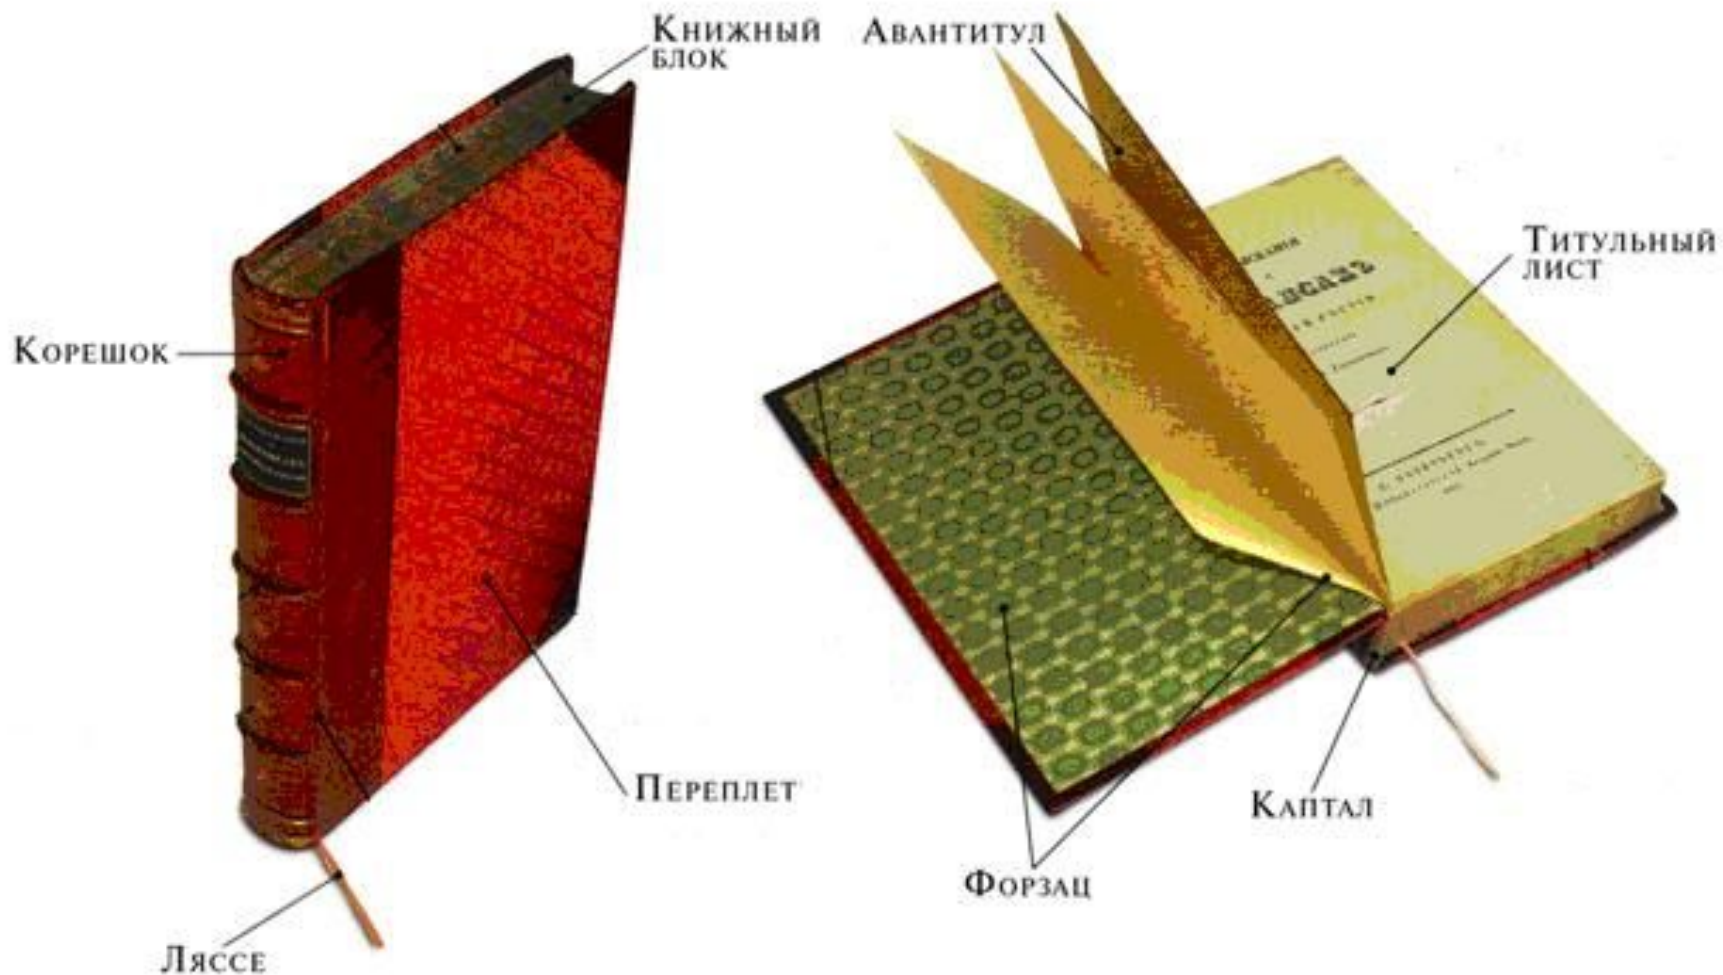 Книжный
блок
Авантитул
Титульный
лист
Корешок
Переплет
Каптал
Форзац
Ляссе